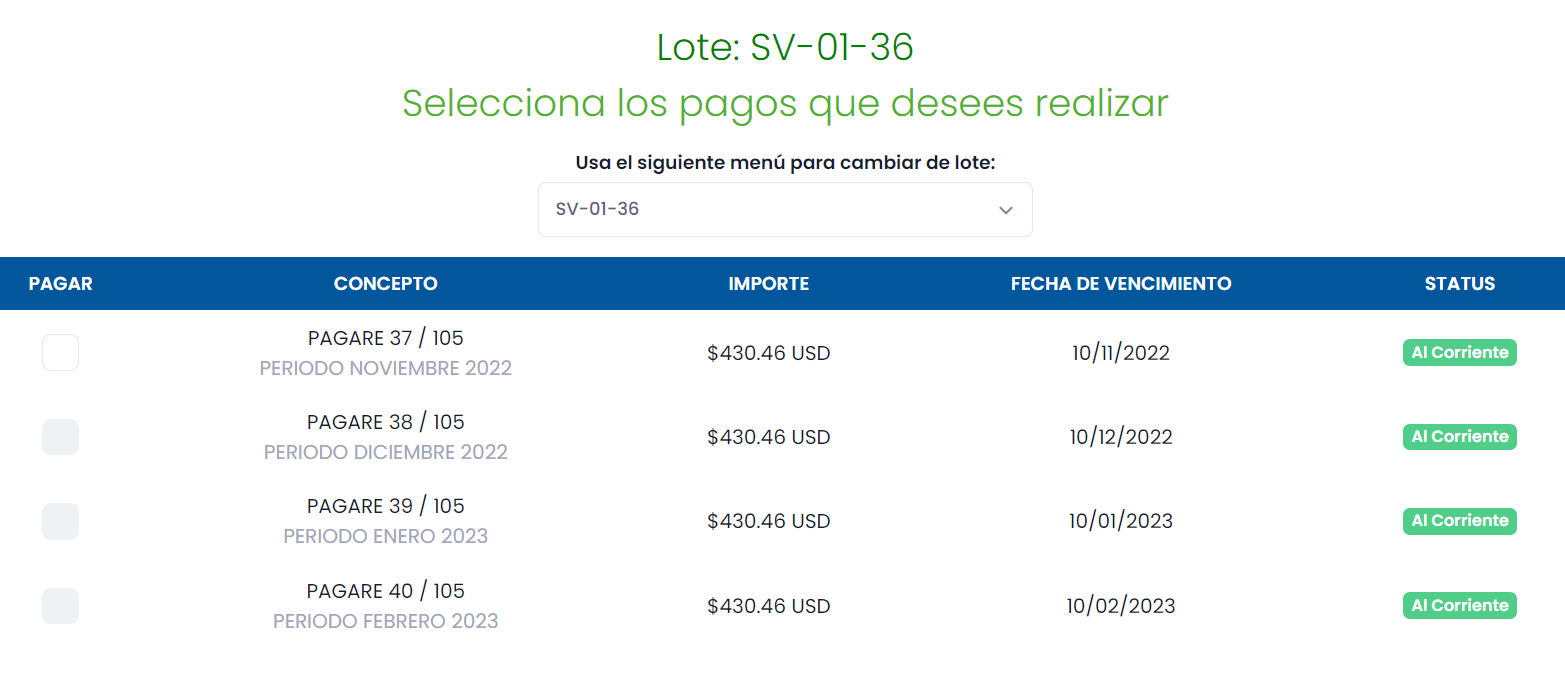 Lote: SV-01-36
Selecciona los pagos que desees realizar
Usa el siguiente menú para cambiar de lote:
SV-01-36
PAGAR CONCEPTO IMPORTE FECHA DE VENCIMIENTO STATUS
PAGARE 37 / 105
PERIODO NOVIEMBRE 2022
$430.46 USD
10/11/2022
Al Corriente
PAGARE 38 / 105
PERIODO DICIEMBRE 2022
$430.46 USD
10/12/2022
Al Corriente
PAGARE 39 / 105
PERIODO ENERO 2023
$430.46 USD
10/01/2023
Al Corriente
PAGARE 40 / 105
PERIODO FEBRERO 2023
$430.46 USD
10/02/2023
Al Corriente